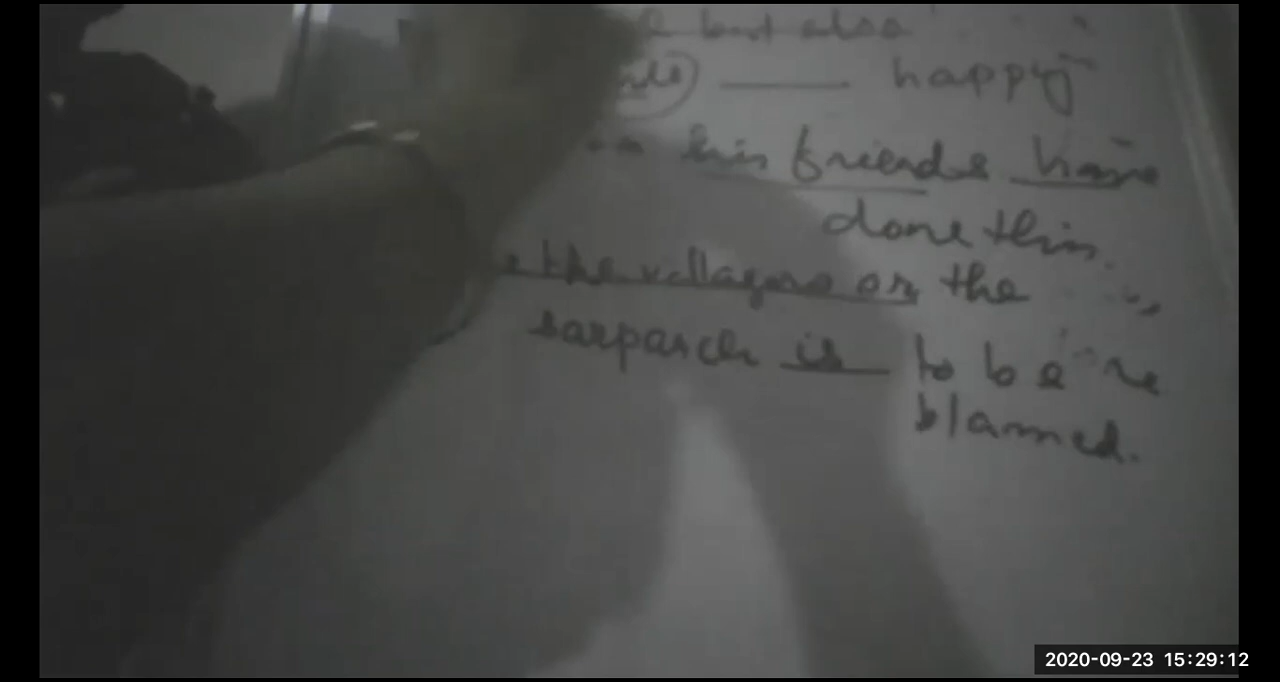 but also
happy
his friends have
done this.
the villagers or the
sarpanch is to be
blamed.
2020-09-23 15:29:12